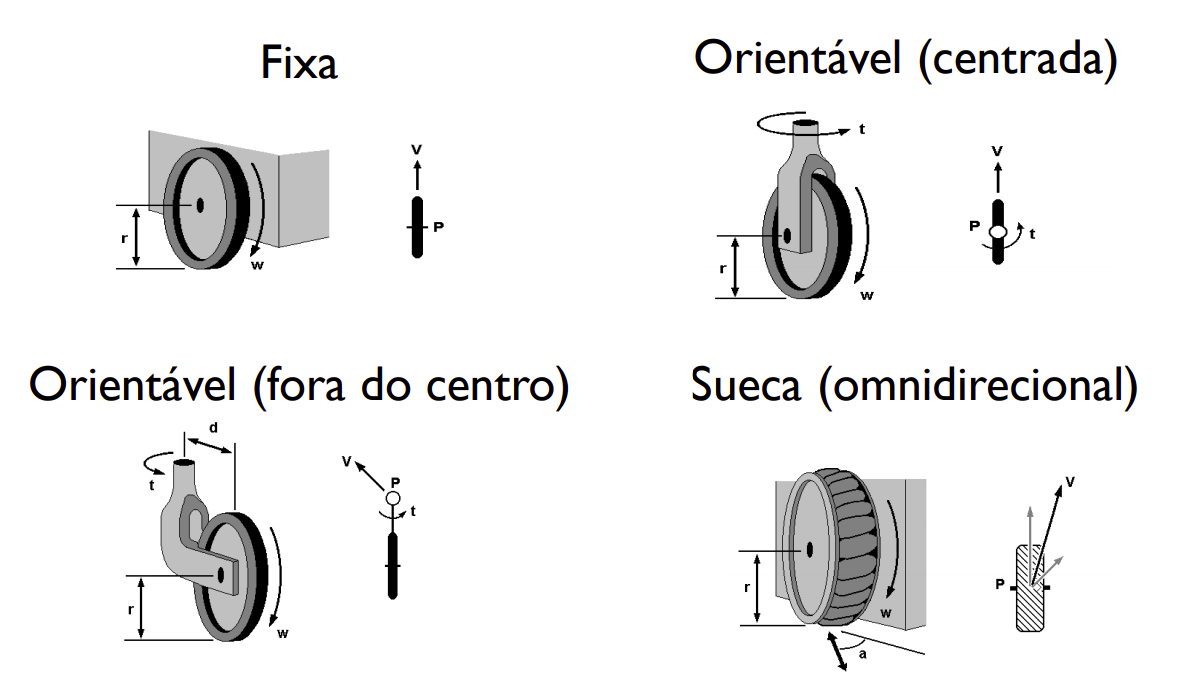 Fixa
Orientável (centrada)
r
w
V
P
t
r
w
V
P
t
Orientável (fora do centro)
Sueca (omnidirecional)
d
t
r
w
V
P
t
r
w
a
P
V